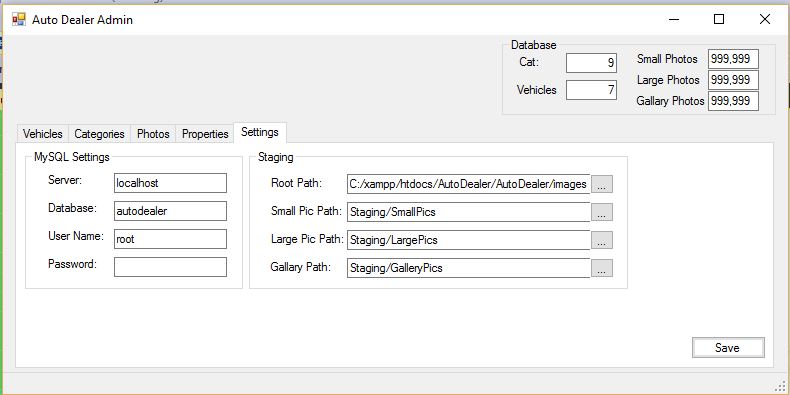 Auto Dealer Admin
Database
Cat: 9 Small Photos 999,999
Large Photos 999,999
Vehicles 7
Gallary Photos 999,999
Vehicles Categories Photos Properties Settings
MySQL Settings Staging
Server: localhost Root Path: C:/xampp/htdocs/AutoDealer/AutoDealer/images ...
Database: autodealer Small Pic Path: Staging/SmallPics ...
User Name: root Large Pic Path: Staging/LargePics ...
Password: Gallary Path: Staging/GalleryPics ...
Save